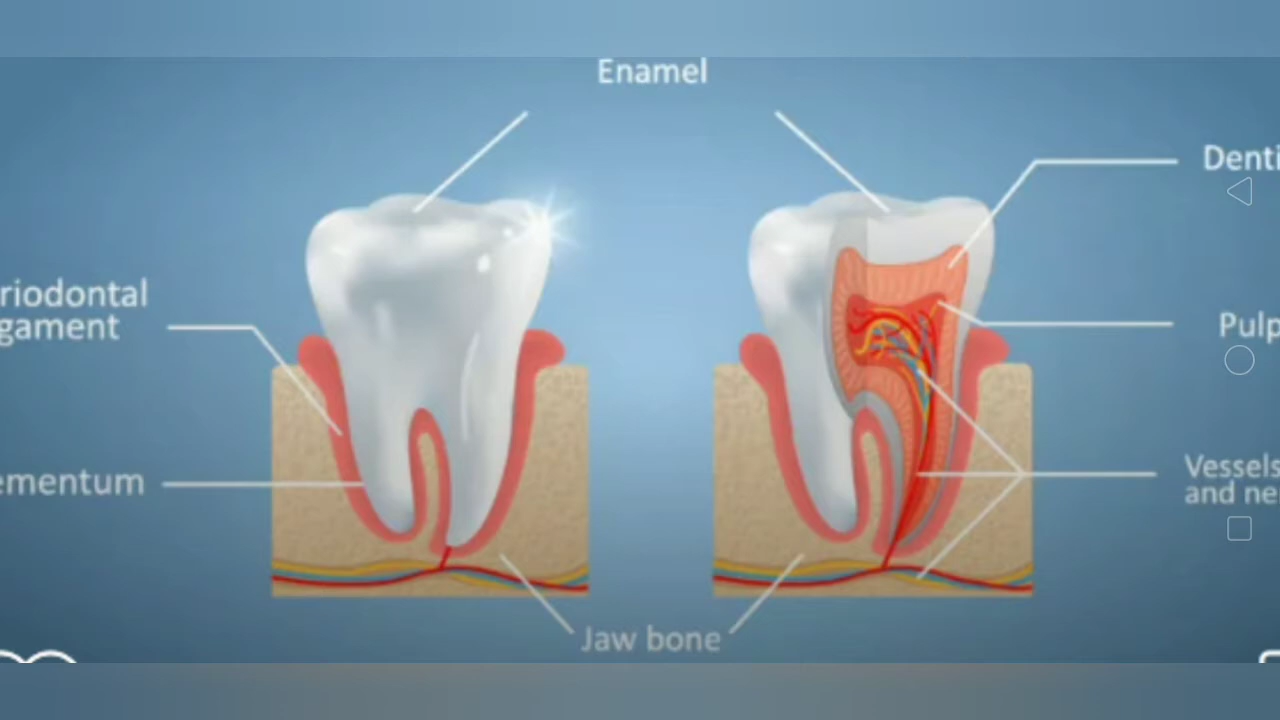 Enamel
Denti
riodontal
gament
Pulp
ementum
Vessels
and ne
Jaw bone